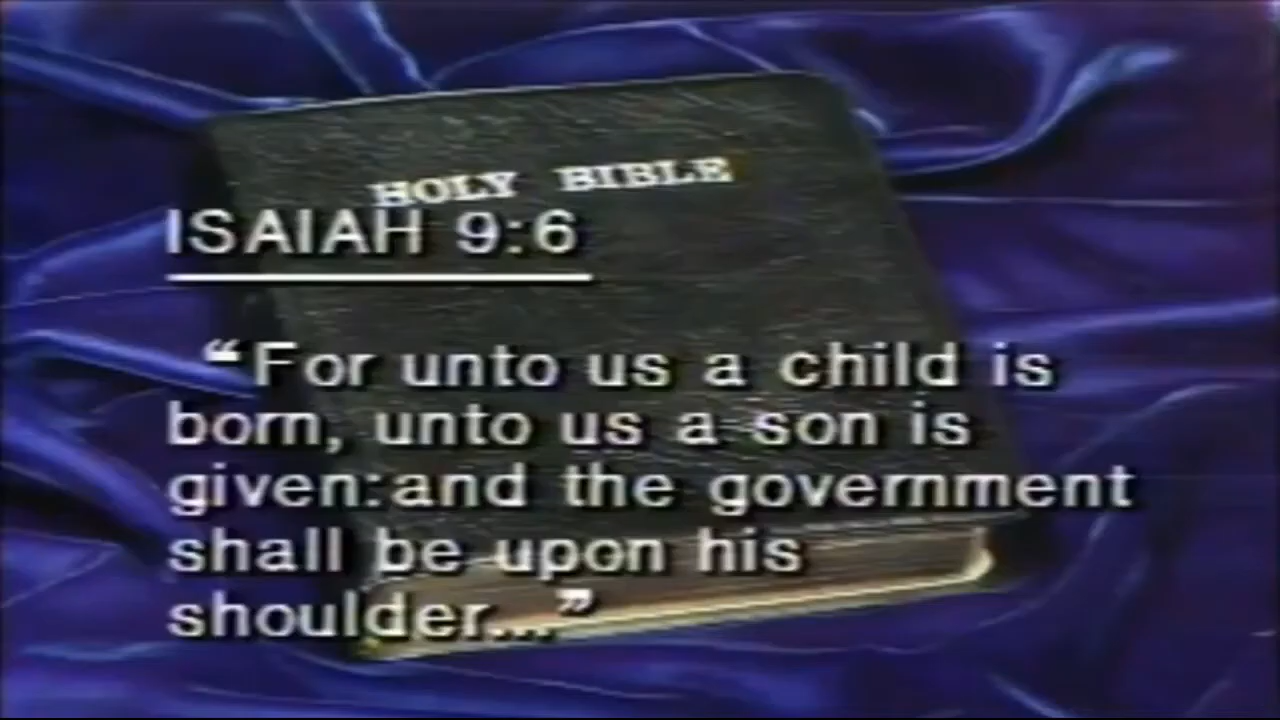 HOLY BIBLE
ISAIAH 9:6
“For unto us a child is
born, unto us a son is
given:and the government
shall be upon his
shoulder...”